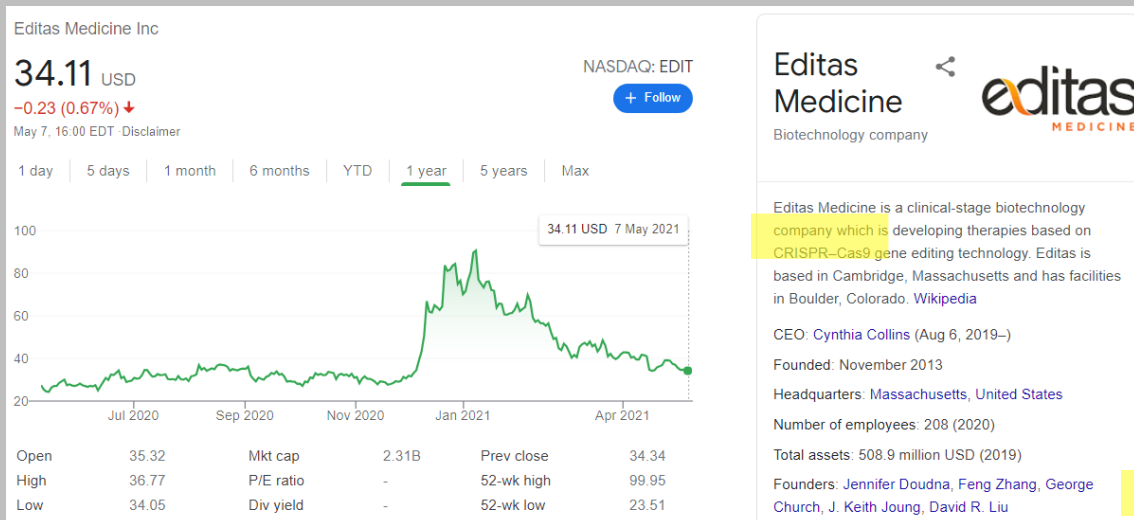 Editas Medicine Inc
34.11 USD
−0.23 (0.67%)
May 7, 16:00 EDT ·Disclaimer
NASDAQ: EDIT
+ Follow
1 day 5 days 1 month 6 months YTD 1 year 5 years Max
34.11 USD 7 May 2021
100
80
60
40
20
Jul 2020 Sep 2020 Nov 2020 Jan 2021 Apr 2021
Open 35.32 Mkt cap 2.31B Prev close 34.34
High 36.77 P/E ratio - 52-wk high 99.95
Low 34.05 Div yield - 52-wk low 23.51
Editas
Medicine
Biotechnology company
editas
MEDICINE
Editas Medicine is a clinical-stage biotechnology
company which is developing therapies based on
CRISPR–Cas9 gene editing technology. Editas is
based in Cambridge, Massachusetts and has facilities
in Boulder, Colorado. Wikipedia
CEO: Cynthia Collins (Aug 6, 2019–)
Founded: November 2013
Headquarters: Massachusetts, United States
Number of employees: 208 (2020)
Total assets: 508.9 million USD (2019)
Founders: Jennifer Doudna, Feng Zhang, George
Church, J. Keith Joung, David R. Liu